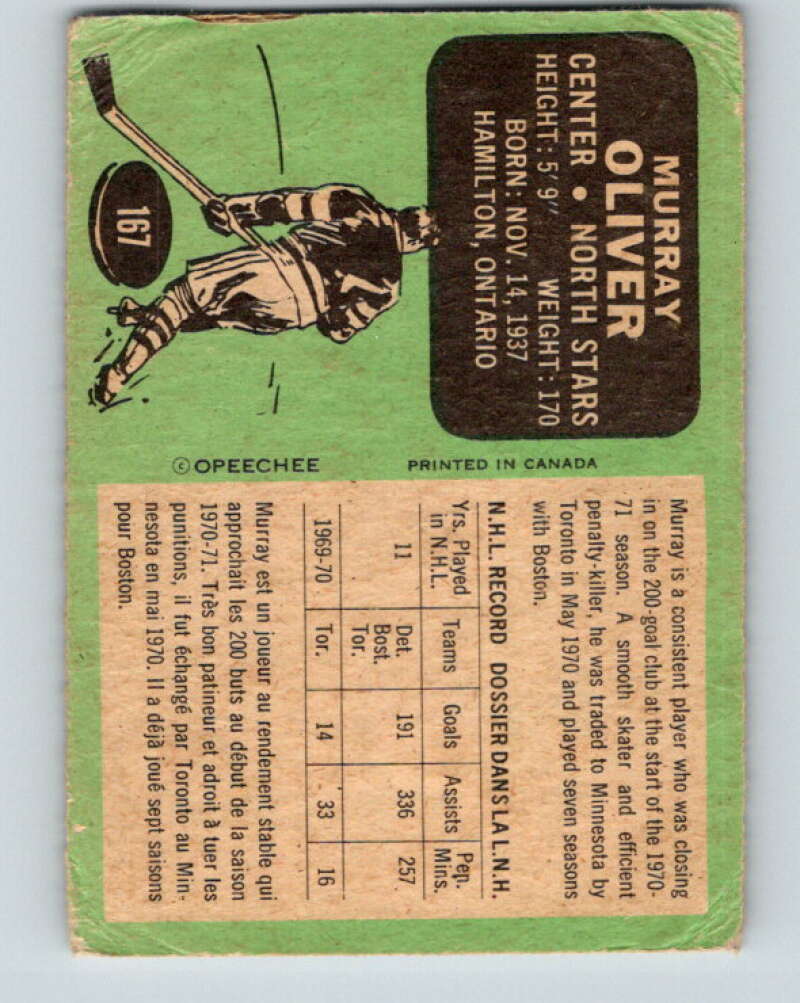 MURRAY
OLIVER
CENTER • NORTH STARS
HEIGHT: 5'9" WEIGHT: 170
BORN: NOV. 14, 1937
HAMILTON, ONTARIO
167
© OPEECHEE PRINTED IN CANADA
Murray is a consistent player who was closing
in on the 200-goal club at the start of the 1970-
71 season. A smooth skater and efficient
penalty-killer, he was traded to Minnesota by
Toronto in May 1970 and played seven seasons
with Boston.
N.H.L. RECORD DOSSIER DANS LA L.N.H.
Yrs. Played in N.H.L. Teams Goals Assists Pen. Mins.
11 Det. Bost. Tor. 191 336 257
1969-70 Tor. 14 33 16
Murray est un joueur au rendement stable qui
approchait les 200 buts au début de la saison
1970-71. Très bon patineur et adroit à tuer les
punitions, il fut échangé par Toronto au Min-
nesota en mai 1970. Il a déjà joué sept saisons
pour Boston.